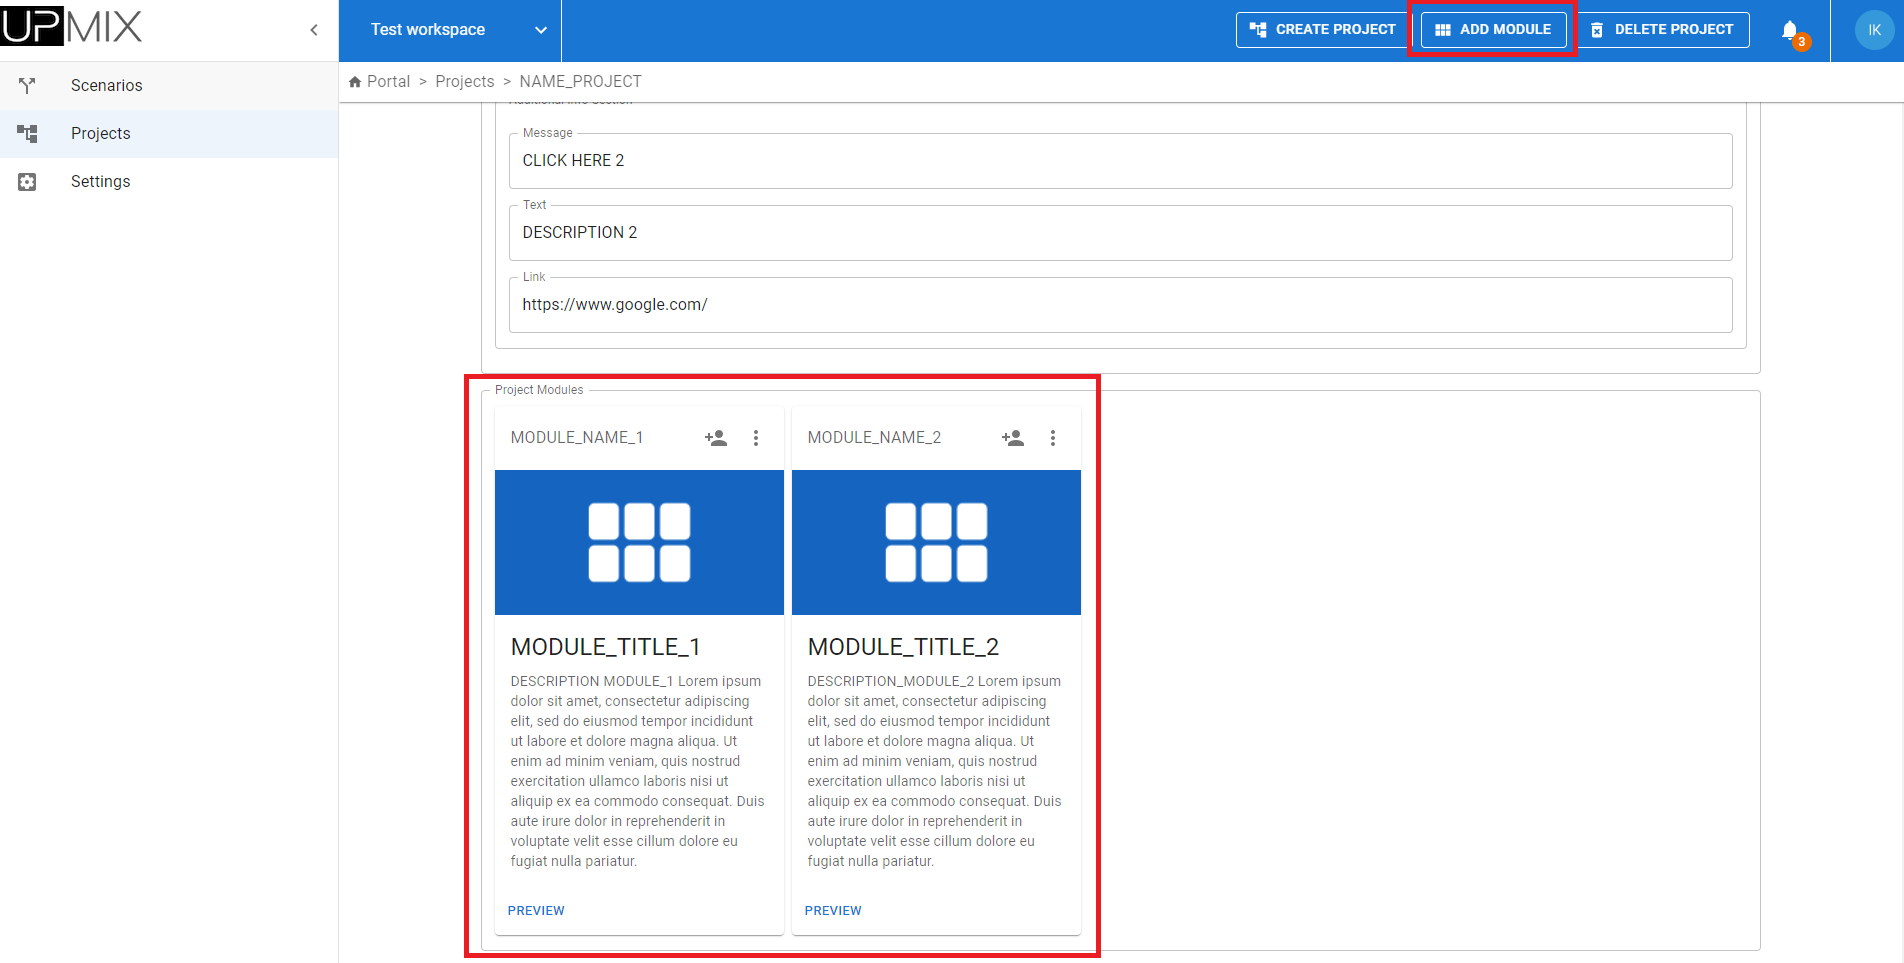 UPMIX
Test workspace
CREATE PROJECT
ADD MODULE
DELETE PROJECT
3
IK
Scenarios
Projects
Settings
Portal > Projects > NAME_PROJECT
Additional Info Section
Message
CLICK HERE 2
Text
DESCRIPTION 2
Link
https://www.google.com/
Project Modules
MODULE_NAME_1
MODULE_TITLE_1
DESCRIPTION MODULE_1 Lorem ipsum
dolor sit amet, consectetur adipiscing
elit, sed do eiusmod tempor incididunt
ut labore et dolore magna aliqua. Ut
enim ad minim veniam, quis nostrud
exercitation ullamco laboris nisi ut
aliquip ex ea commodo consequat. Duis
aute irure dolor in reprehenderit in
voluptate velit esse cillum dolore eu
fugiat nulla pariatur.
PREVIEW
MODULE_NAME_2
MODULE_TITLE_2
DESCRIPTION_MODULE_2 Lorem ipsum
dolor sit amet, consectetur adipiscing
elit, sed do eiusmod tempor incididunt
ut labore et dolore magna aliqua. Ut
enim ad minim veniam, quis nostrud
exercitation ullamco laboris nisi ut
aliquip ex ea commodo consequat. Duis
aute irure dolor in reprehenderit in
voluptate velit esse cillum dolore eu
fugiat nulla pariatur.
PREVIEW